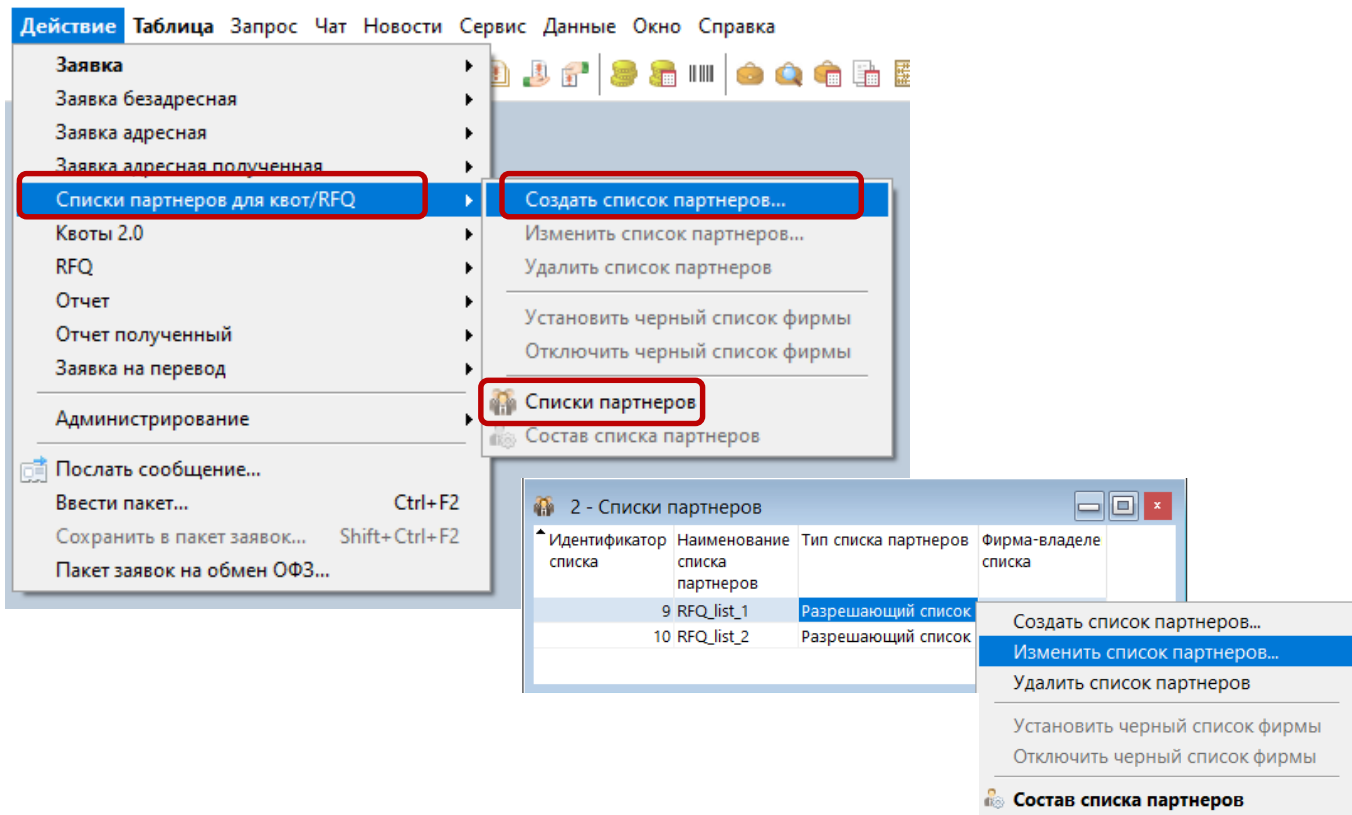 Действие Таблица Запрос Чат Новости Сервис Данные Окно Справка
Заявка
Заявка безадресная
Заявка адресная
Заявка адресная полученная
Списки партнеров для квот/RFQ
Квоты 2.0
RFQ
Отчет
Отчет полученный
Заявка на перевод
Администрирование
Послать сообщение...
Ввести пакет... Ctrl+F2
Сохранить в пакет заявок... Shift+Ctrl+F2
Пакет заявок на обмен ОФЗ...
Создать список партнеров...
Изменить список партнеров...
Удалить список партнеров
Установить черный список фирмы
Отключить черный список фирмы
Списки партнеров
Состав списка партнеров
2 - Списки партнеров
Идентификатор Наименование Тип списка партнеров Фирма-владеле
списка списка списка
партнеров
9 RFQ_list_1 Разрешающий список
10 RFQ_list_2 Разрешающий список
Создать список партнеров...
Изменить список партнеров...
Удалить список партнеров
Установить черный список фирмы
Отключить черный список фирмы
Состав списка партнеров